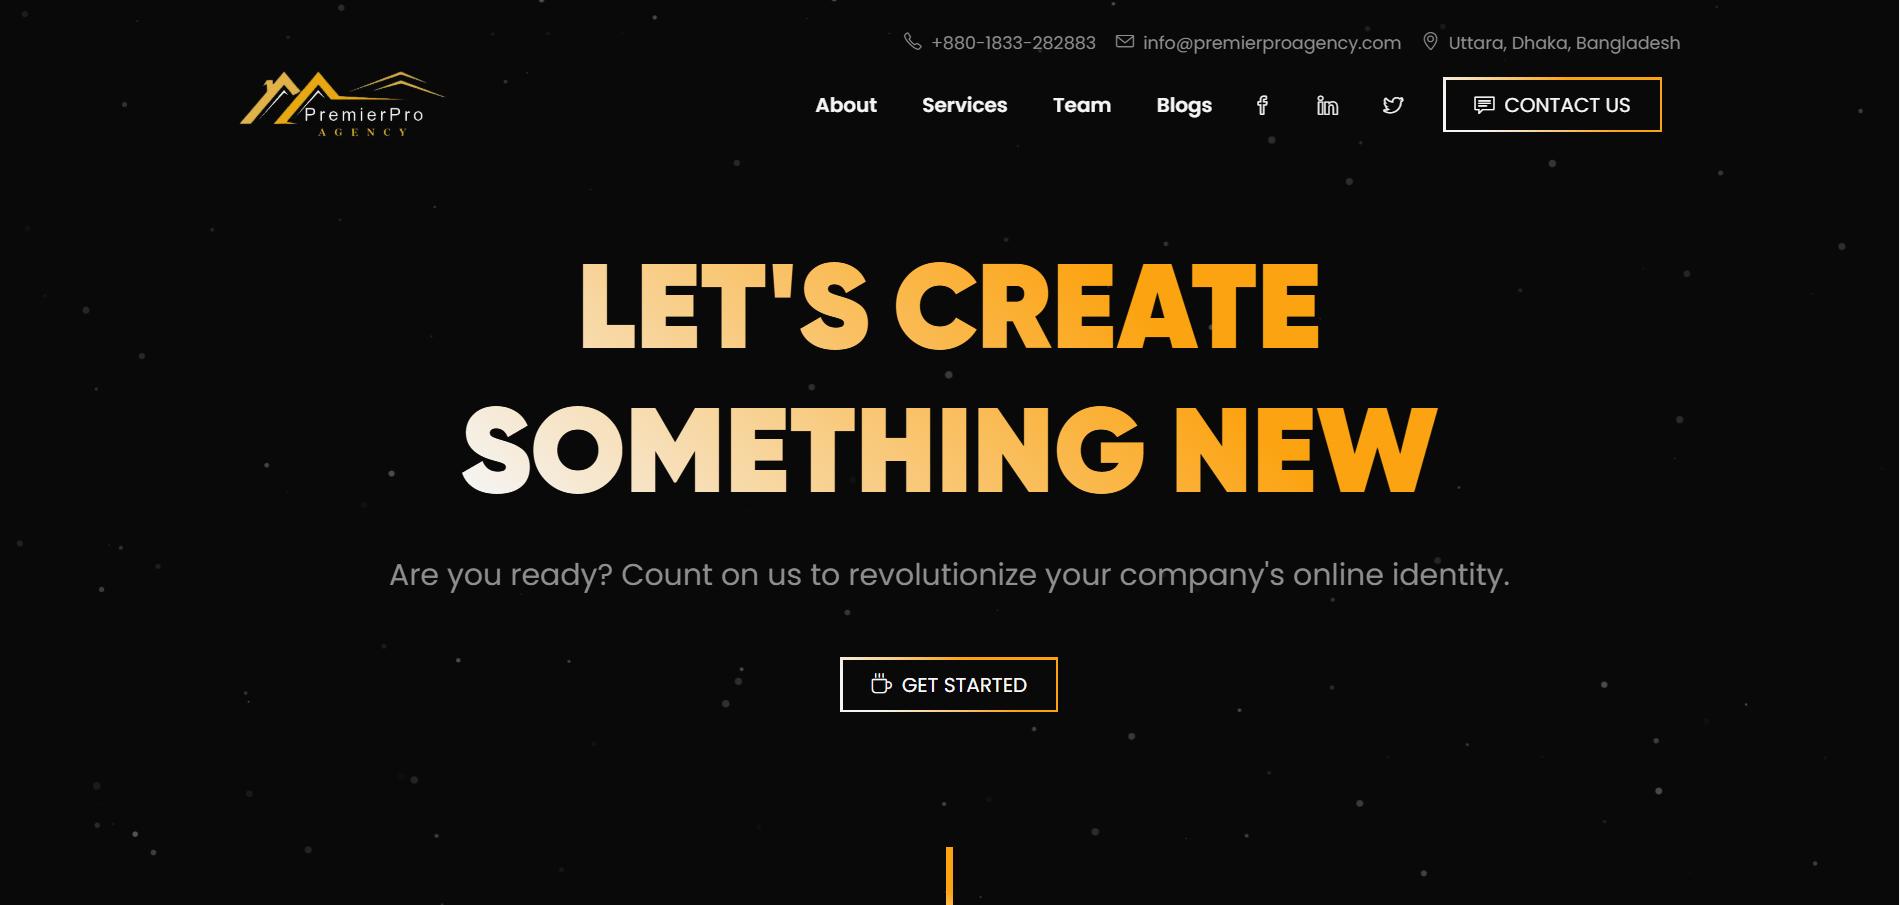 +880-1833-282883 info@premierproagency.com Uttara, Dhaka, Bangladesh
PremierPro
AGENCY
About Services Team Blogs CONTACT US
LET'S CREATE
SOMETHING NEW
Are you ready? Count on us to revolutionize your company's online identity.
GET STARTED